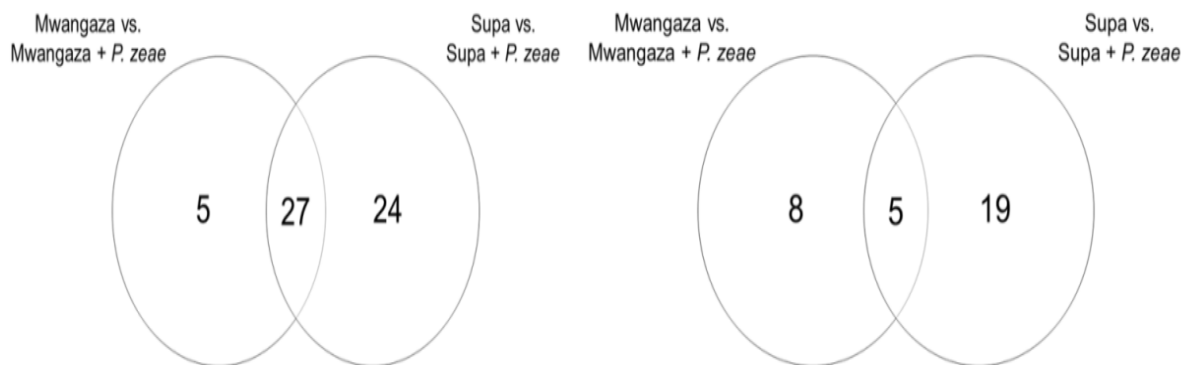 Mwangaza vs.
Mwangaza + P. zeae
Supa vs.
Supa + P. zeae
5
27
24
Mwangaza vs.
Mwangaza + P. zeae
Supa vs.
Supa + P. zeae
8
5
19